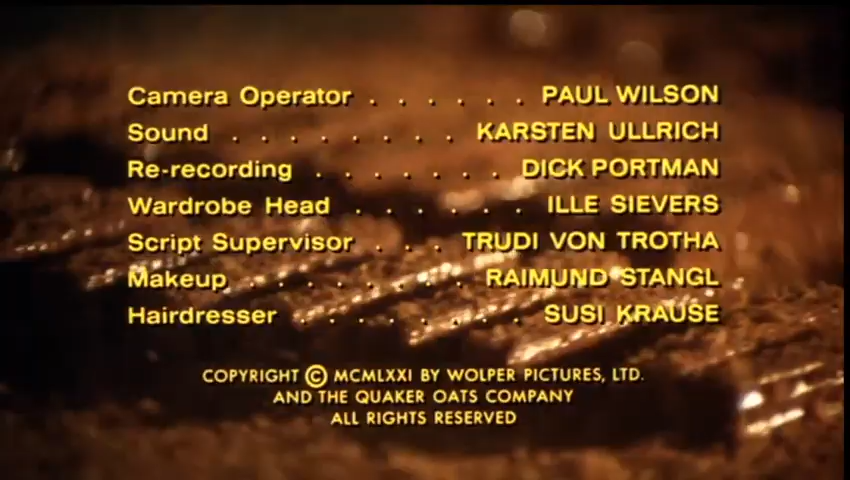 Camera Operator . . . . . . PAUL WILSON
Sound . . . . . . . . KARSTEN ULLRICH
Re-recording . . . . . . . DICK PORTMAN
Wardrobe Head . . . . . . ILLE SIEVERS
Script Supervisor . . . TRUDI VON TROTHA
Makeup . . . . . . . . RAIMUND STANGL
Hairdresser . . . . . . . . SUSI KRAUSE
COPYRIGHT © MCMLXXI BY WOLPER PICTURES, LTD.
AND THE QUAKER OATS COMPANY
ALL RIGHTS RESERVED